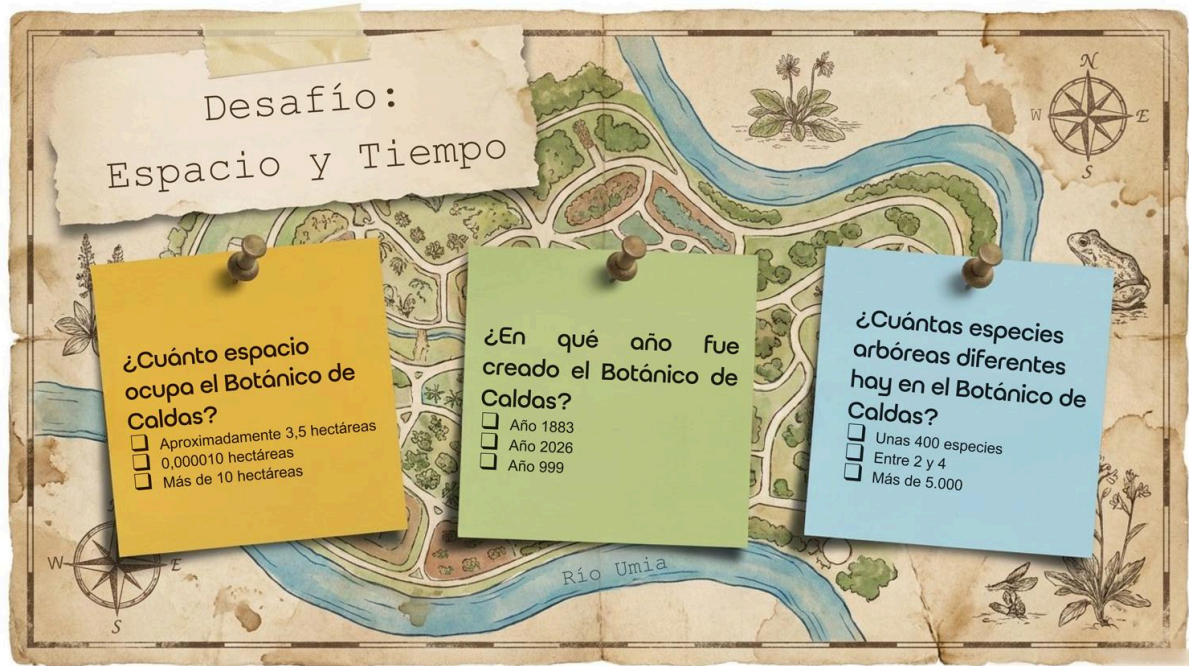 Desafío:
Espacio y Tiempo
N
W
E
S
¿Cuánto espacio
ocupa el Botánico de
Caldas?
❑ Aproximadamente 3,5 hectáreas
❑ 0,000010 hectáreas
❑ Más de 10 hectáreas
¿En qué año fue
creado el Botánico de
Caldas?
❑ Año 1883
❑ Año 2026
❑ Año 999
¿Cuántas especies
arbóreas diferentes
hay en el Botánico de
Caldas?
❑ Unas 400 especies
❑ Entre 2 y 4
❑ Más de 5.000
W
E
S
Río Umia